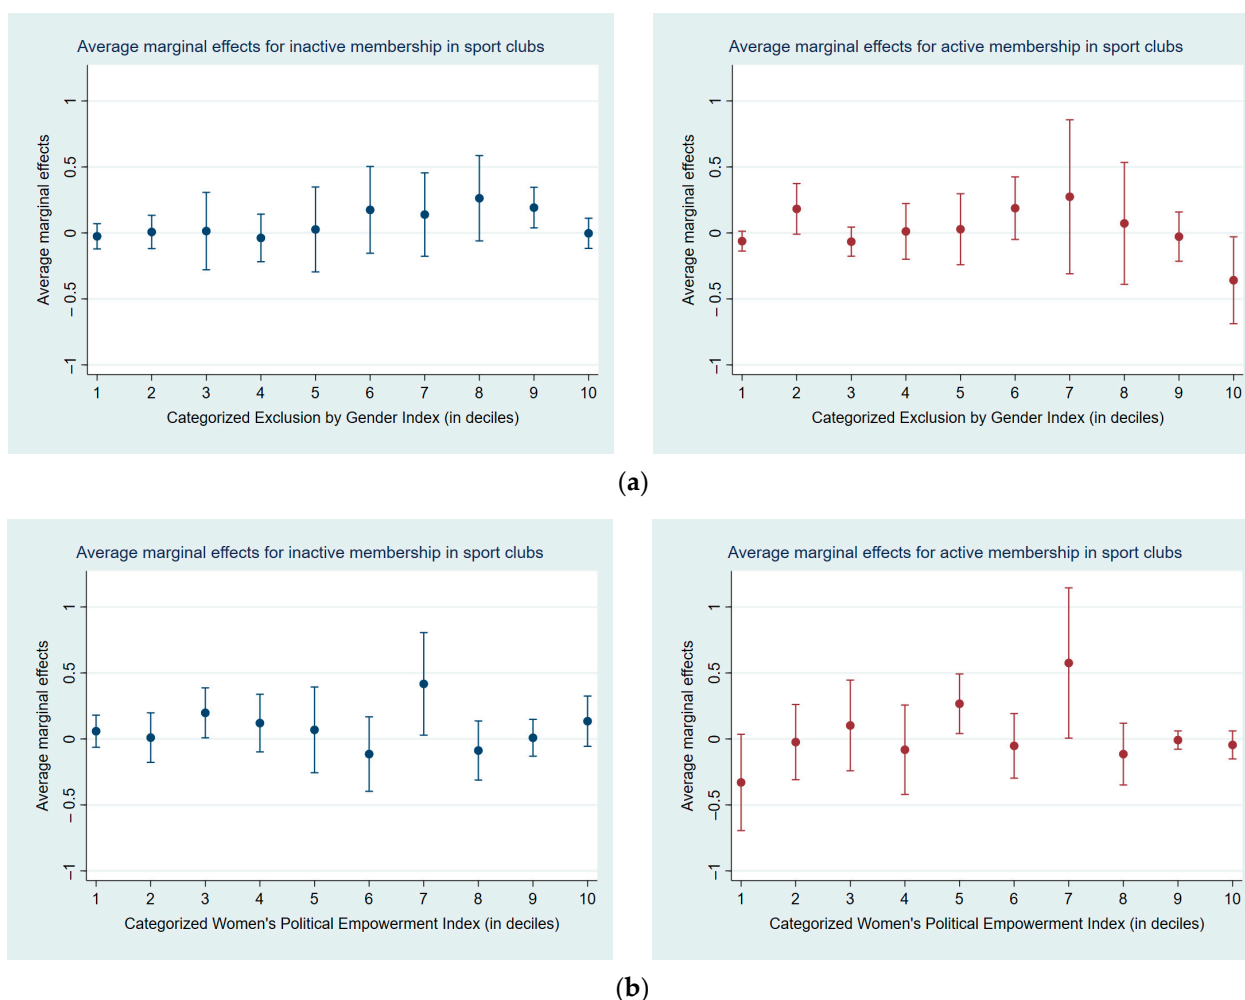 Average marginal effects for inactive membership in sport clubs
Average marginal effects
1
0.5
0
− 0.5
−1
1 2 3 4 5 6 7 8 9 10
Categorized Exclusion by Gender Index (in deciles)
Average marginal effects for active membership in sport clubs
Average marginal effects
1
0.5
0
− 0.5
−1
1 2 3 4 5 6 7 8 9 10
Categorized Exclusion by Gender Index (in deciles)
(a)
Average marginal effects for inactive membership in sport clubs
Average marginal effects
1
0.5
0
− 0.5
−1
1 2 3 4 5 6 7 8 9 10
Categorized Women's Political Empowerment Index (in deciles)
Average marginal effects for active membership in sport clubs
Average marginal effects
1
0.5
0
−0.5
−1
1 2 3 4 5 6 7 8 9 10
Categorized Women's Political Empowerment Index (in deciles)
(b)